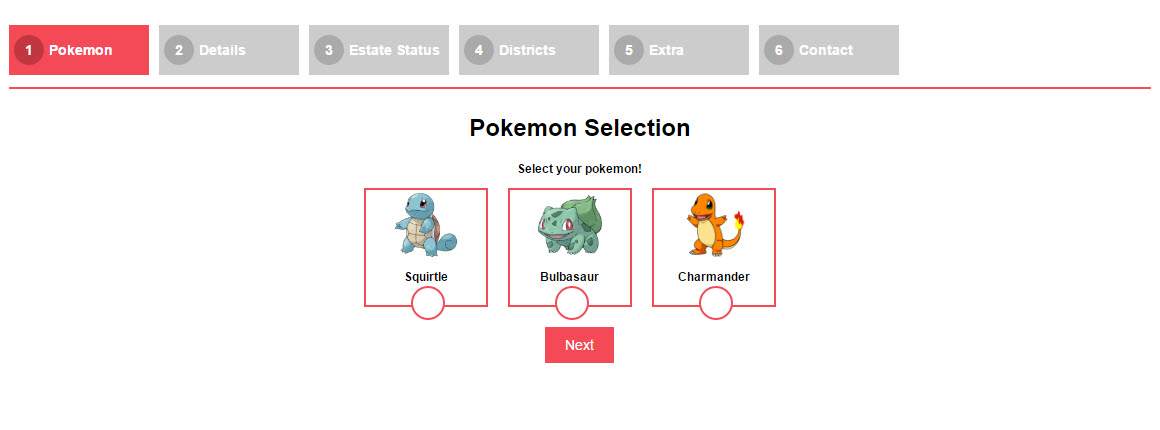 1 Pokemon 2 Details 3 Estate Status 4 Districts 5 Extra 6 Contact
Pokemon Selection
Select your pokemon!
Squirtle Bulbasaur Charmander
Next